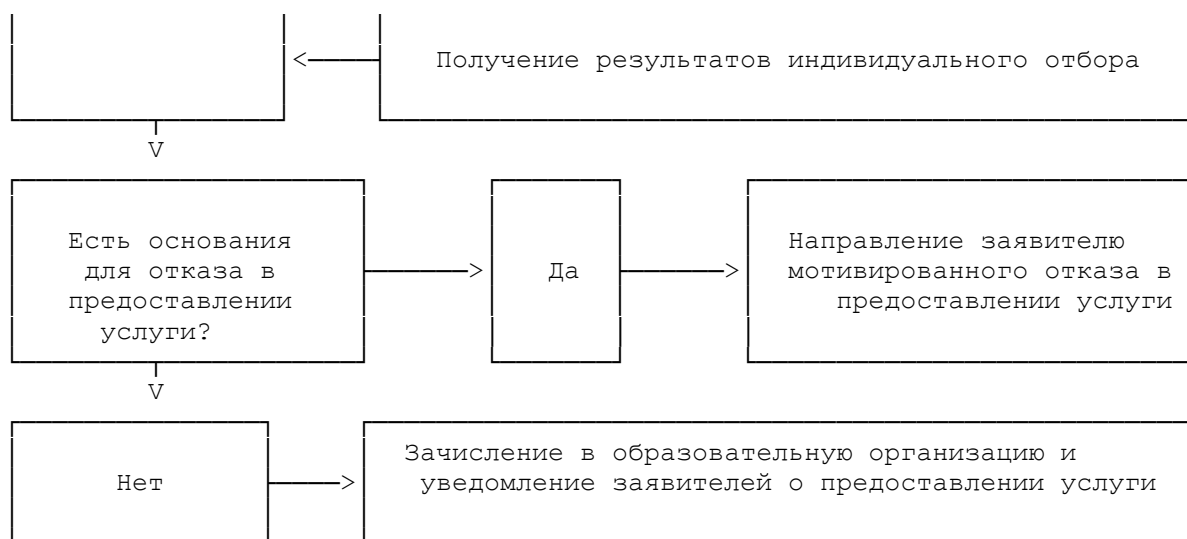 Получение результатов индивидуального отбора
V
Есть основания
для отказа в
предоставлении
услуги?
Да
Направление заявителю
мотивированного отказа в
предоставлении услуги
V
Нет
Зачисление в образовательную организацию и
уведомление заявителей о предоставлении услуги